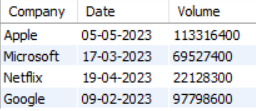 Company Date Volume
Apple 05-05-2023 113316400
Microsoft 17-03-2023 69527400
Netflix 19-04-2023 22128300
Google 09-02-2023 97798600